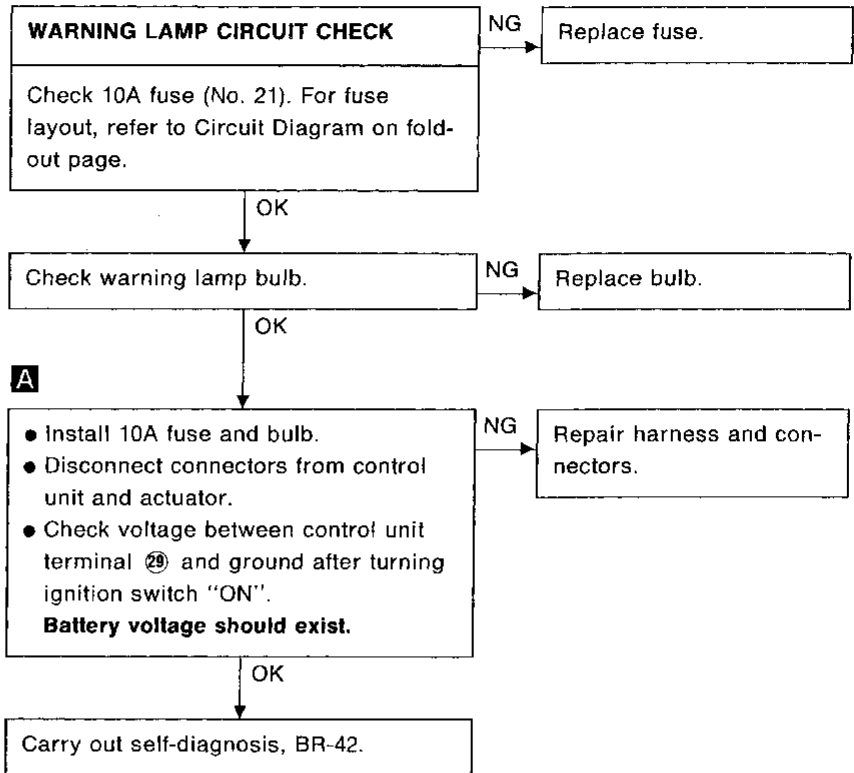 WARNING LAMP CIRCUIT CHECK
NG
Replace fuse.
Check 10A fuse (No. 21). For fuse
layout, refer to Circuit Diagram on fold-
out page.
OK
Check warning lamp bulb.
NG
Replace bulb.
OK
A
● Install 10A fuse and bulb.
● Disconnect connectors from control
unit and actuator.
● Check voltage between control unit
terminal ㉙ and ground after turning
ignition switch "ON".
Battery voltage should exist.
NG
Repair harness and con-
nectors.
OK
Carry out self-diagnosis, BR-42.